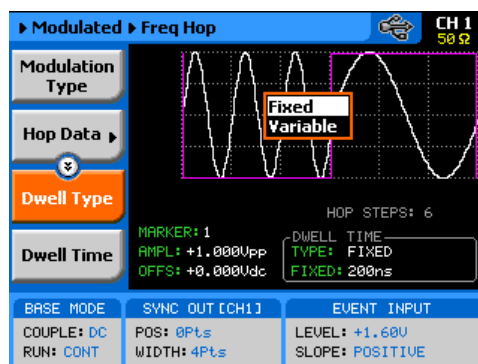 Modulated ▸ Freq Hop
CH 1
50 Ω
Modulation
Type
Hop Data
Dwell Type
Dwell Time
Fixed
Variable
HOP STEPS: 6
MARKER: 1
AMPL: +1.000Vpp
OFFS: +0.000Vdc
DWELL TIME
TYPE: FIXED
FIXED: 200ns
BASE MODE
COUPLE: DC
RUN: CONT
SYNC OUT [CH1]
POS: 0Pts
WIDTH: 4Pts
EVENT INPUT
LEVEL: +1.60V
SLOPE: POSITIVE